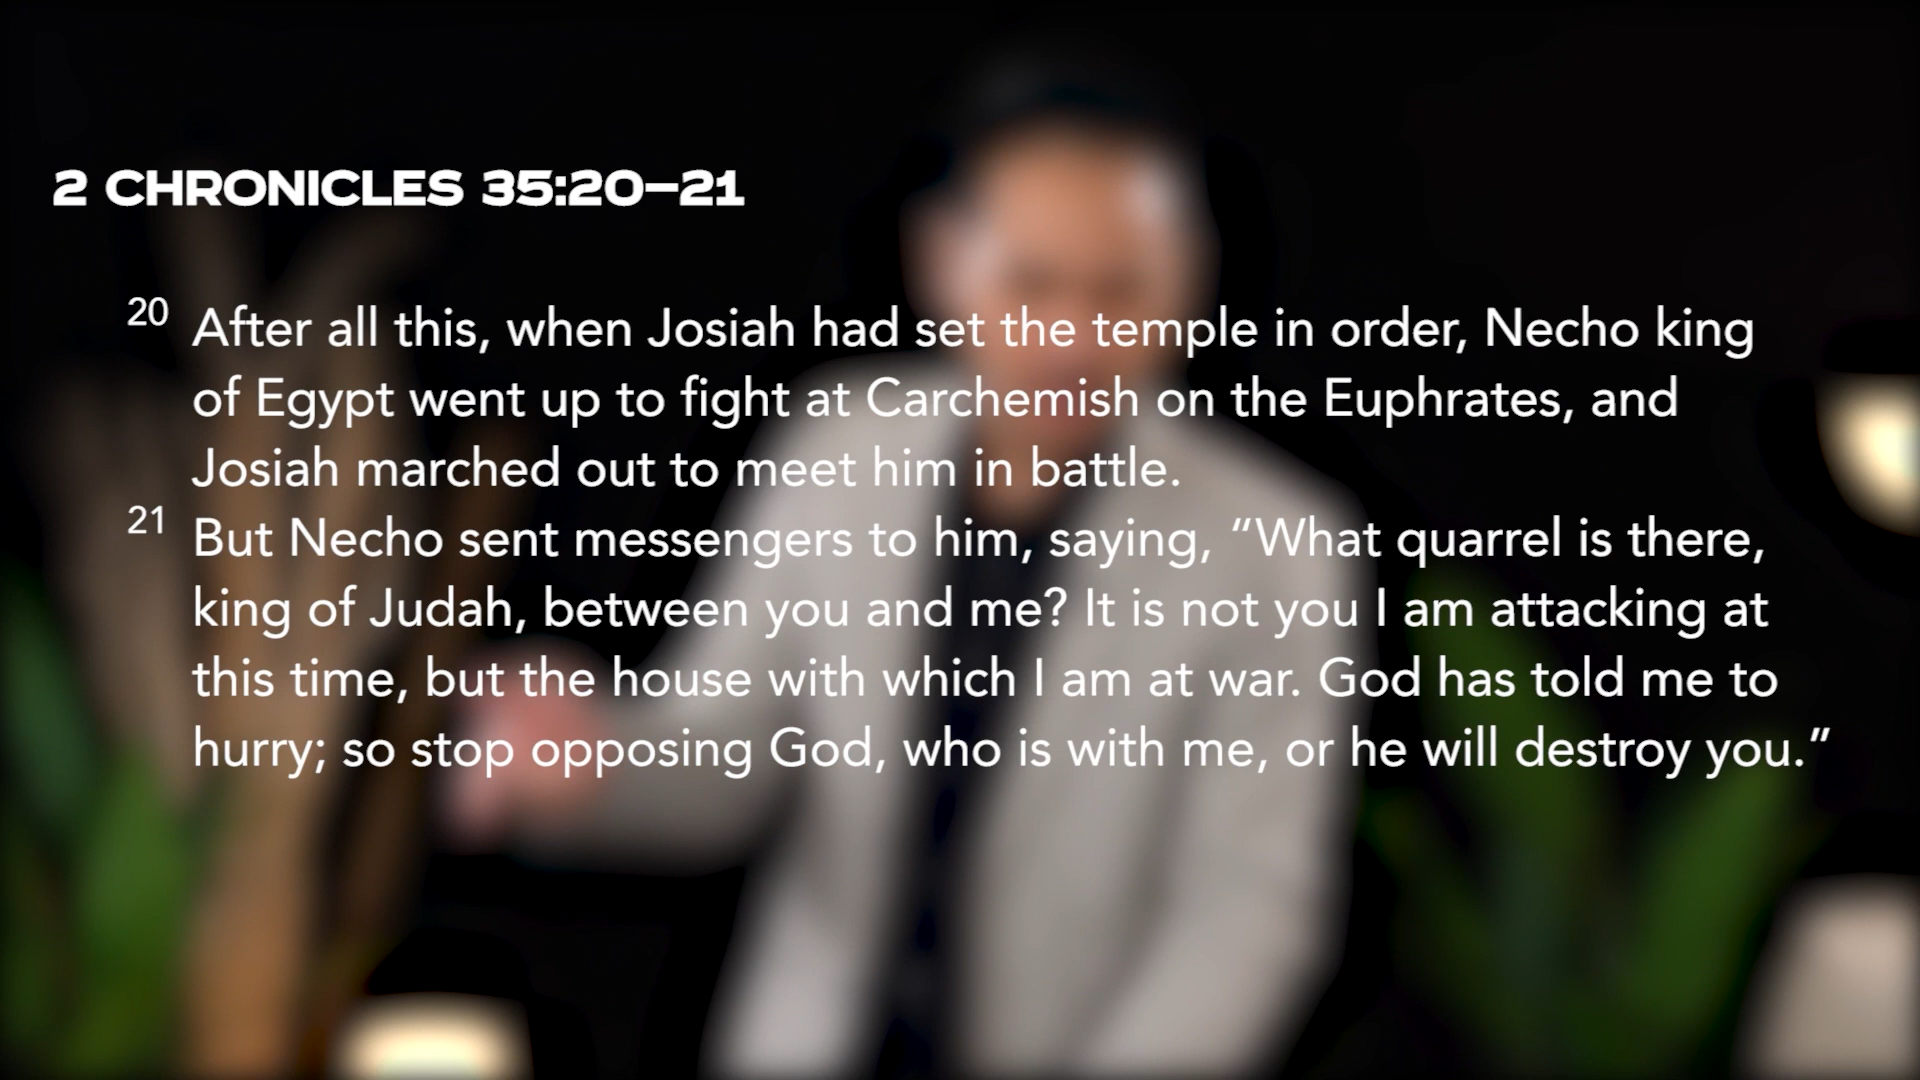 2 CHRONICLES 35:20–21
20 After all this, when Josiah had set the temple in order, Necho king
of Egypt went up to fight at Carchemish on the Euphrates, and
Josiah marched out to meet him in battle.
21 But Necho sent messengers to him, saying, “What quarrel is there,
king of Judah, between you and me? It is not you I am attacking at
this time, but the house with which I am at war. God has told me to
hurry; so stop opposing God, who is with me, or he will destroy you.”